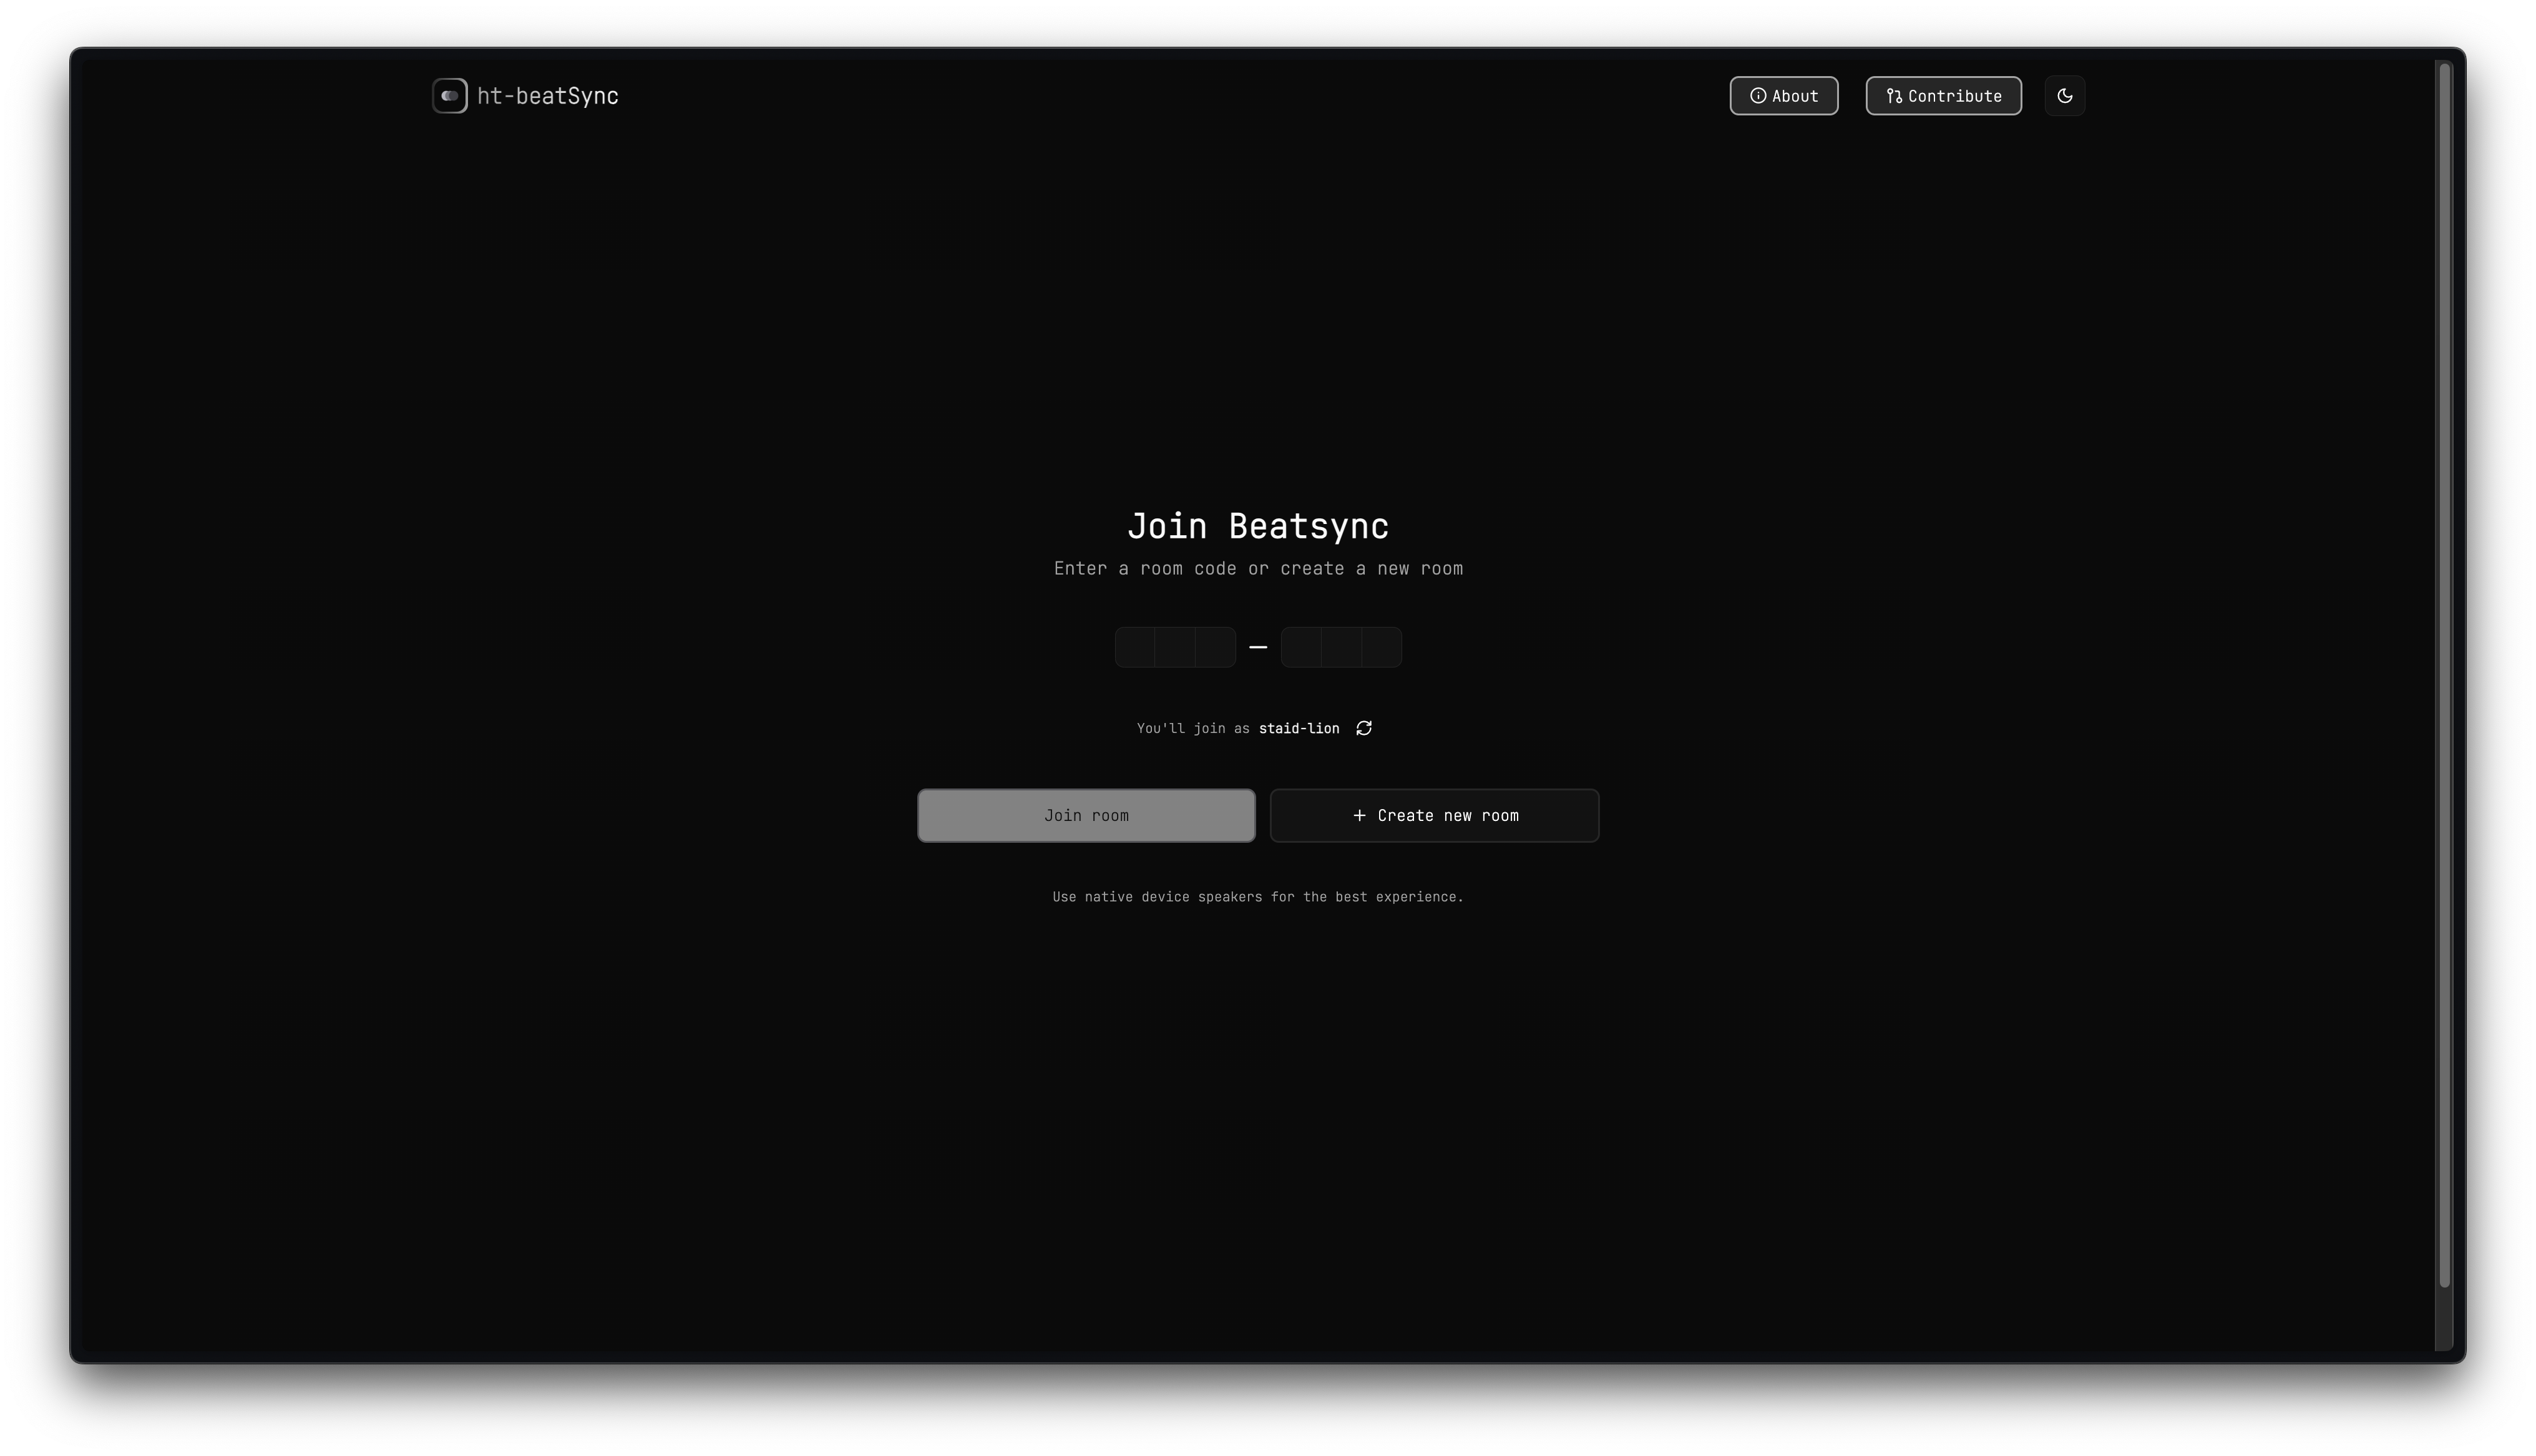 ht-beatSync
About
Contribute
Join Beatsync
Enter a room code or create a new room
You'll join as staid-lion
Join room
Create new room
Use native device speakers for the best experience.